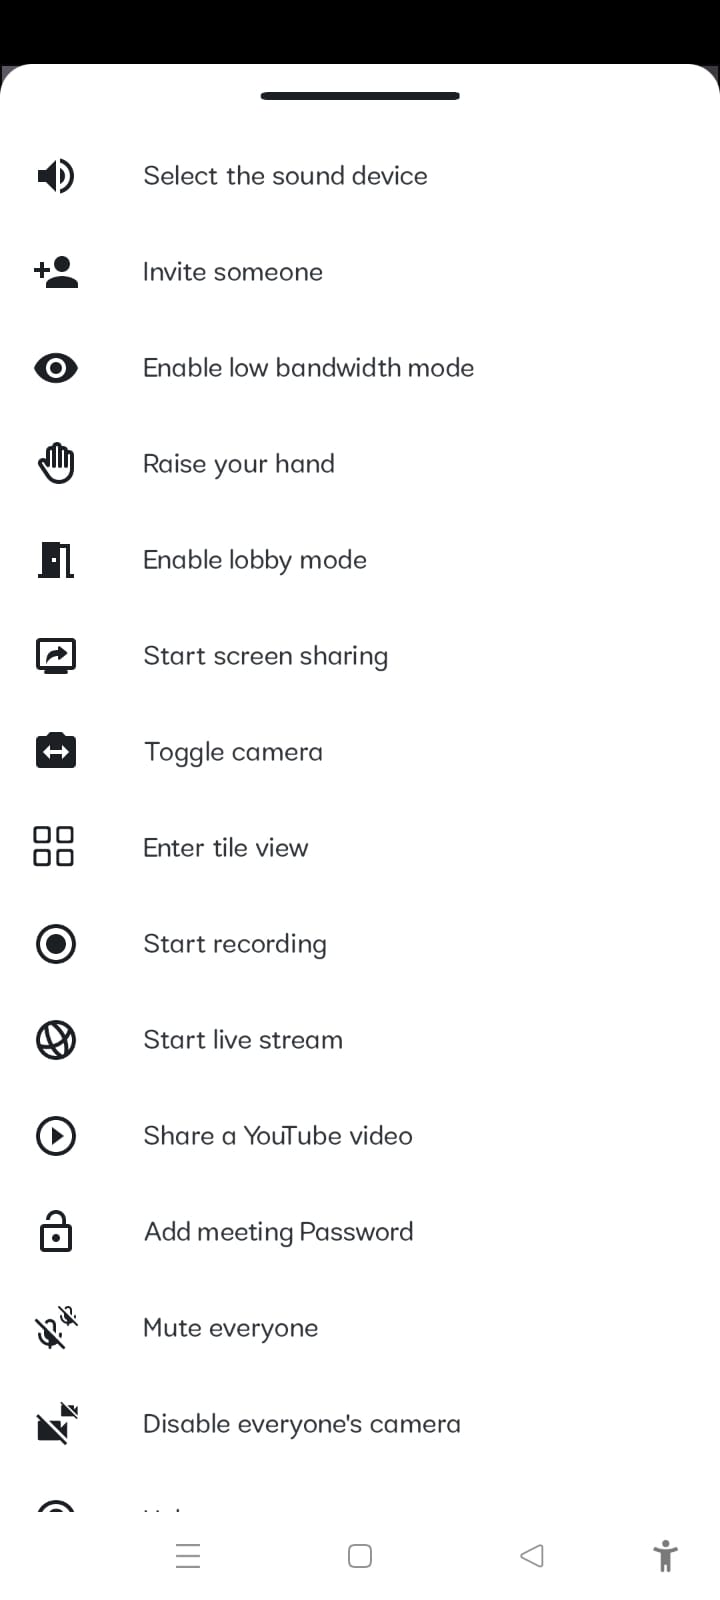 Select the sound device
Invite someone
Enable low bandwidth mode
Raise your hand
Enable lobby mode
Start screen sharing
Toggle camera
Enter tile view
Start recording
Start live stream
Share a YouTube video
Add meeting Password
Mute everyone
Disable everyone's camera